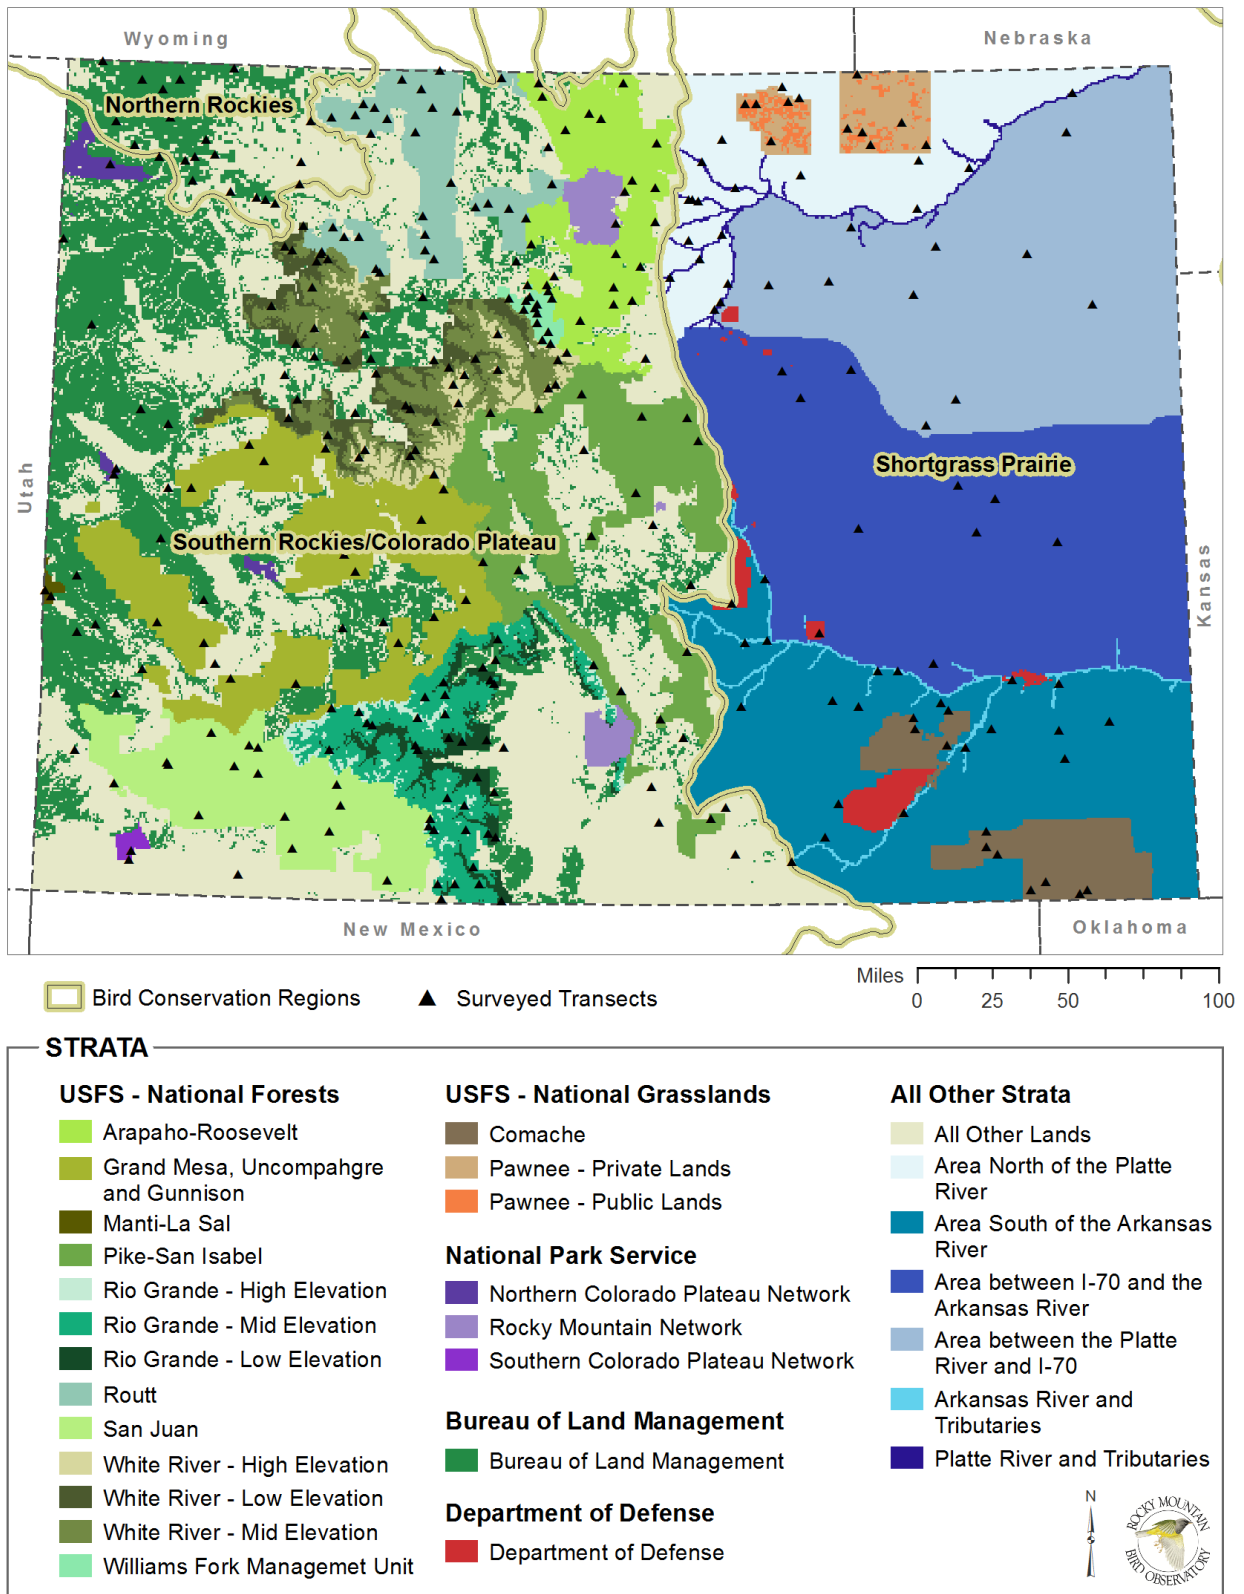 Wyoming
Nebraska
Northern Rockies
Utah
Shortgrass Prairie
Southern Rockies/Colorado Plateau
Kansas
New Mexico
Oklahoma
Bird Conservation Regions
Surveyed Transects
Miles
0 25 50 100
STRATA
USFS - National Forests
Arapaho-Roosevelt
Grand Mesa, Uncompahgre
and Gunnison
Manti-La Sal
Pike-San Isabel
Rio Grande - High Elevation
Rio Grande - Mid Elevation
Rio Grande - Low Elevation
Routt
San Juan
White River - High Elevation
White River - Low Elevation
White River - Mid Elevation
Williams Fork Managemet Unit
USFS - National Grasslands
Comache
Pawnee - Private Lands
Pawnee - Public Lands
National Park Service
Northern Colorado Plateau Network
Rocky Mountain Network
Southern Colorado Plateau Network
Bureau of Land Management
Bureau of Land Management
Department of Defense
Department of Defense
All Other Strata
All Other Lands
Area North of the Platte
River
Area South of the Arkansas
River
Area between I-70 and the
Arkansas River
Area between the Platte
River and I-70
Arkansas River and
Tributaries
Platte River and Tributaries
N
ROCKY MOUNTAIN
BIRD OBSERVATORY